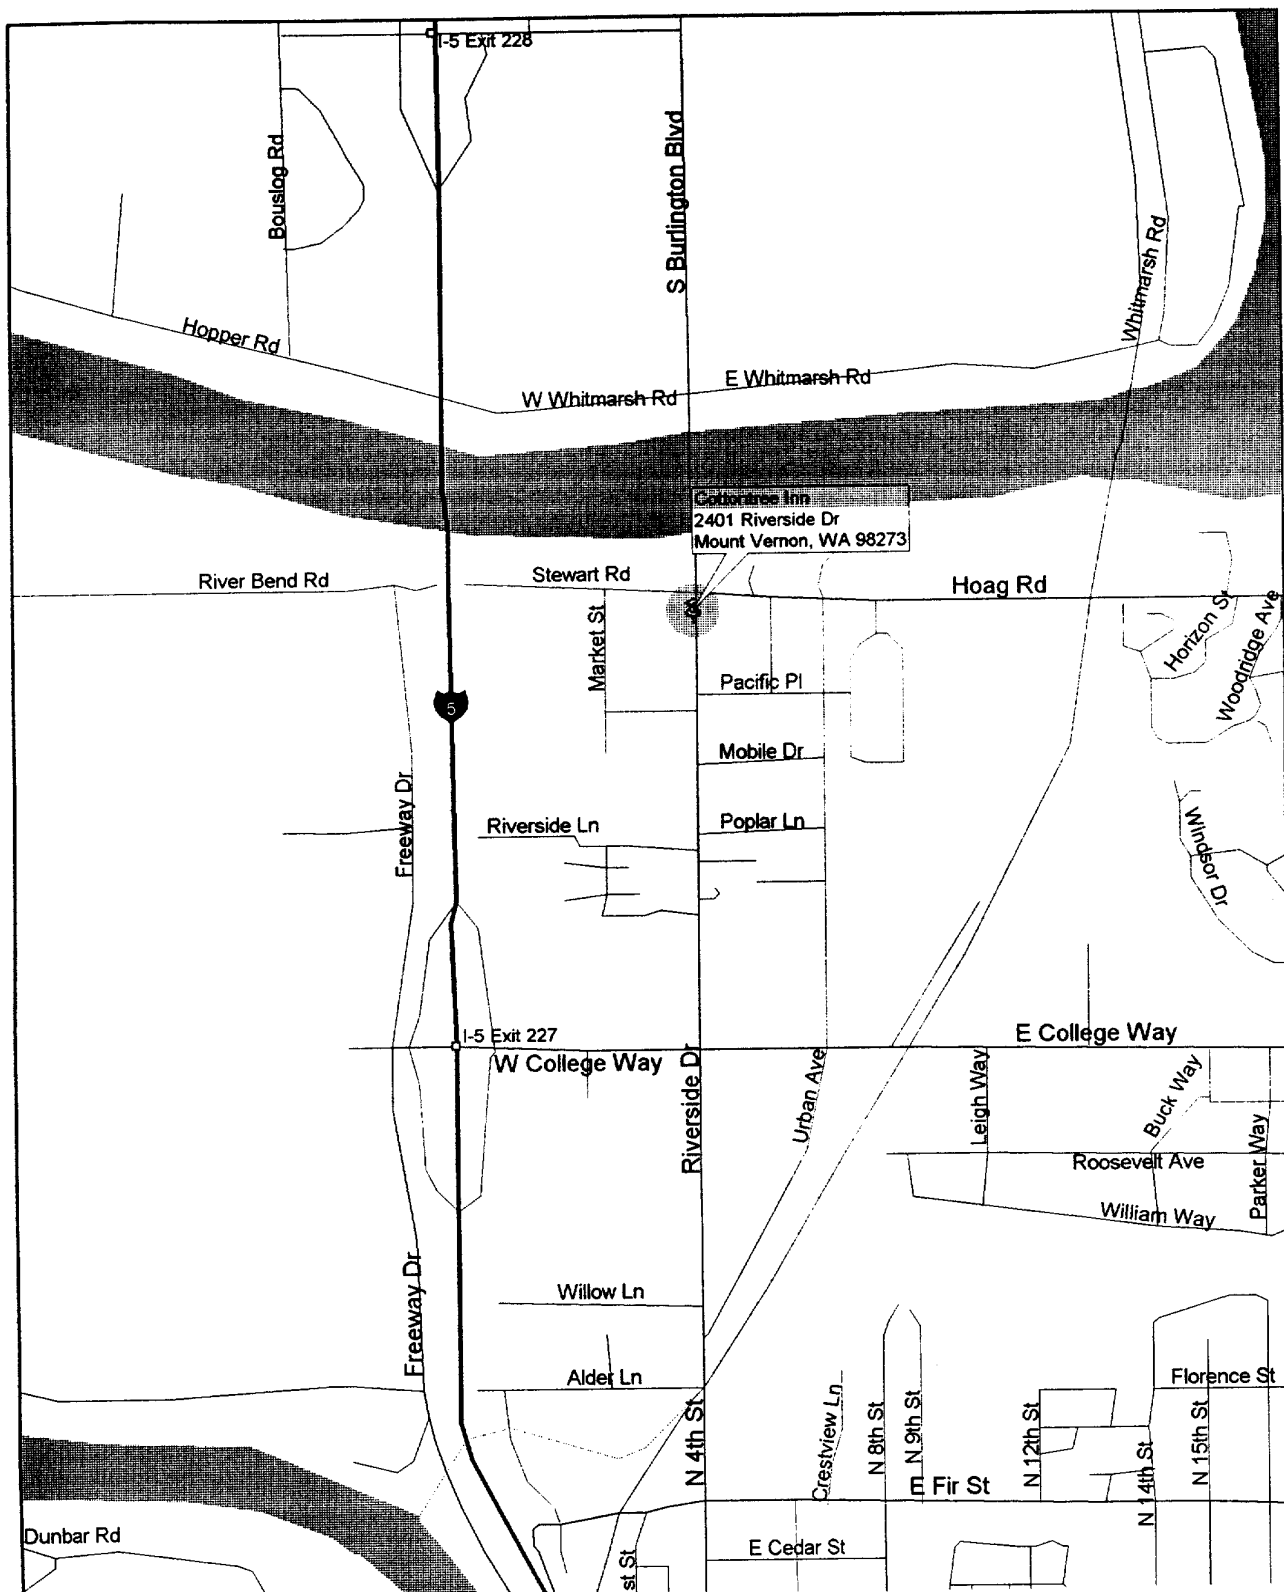 I-5 Exit 228
Bouslog Rd
S Burlington Blvd
Whitmarsh Rd
Hopper Rd
E Whitmarsh Rd
W Whitmarsh Rd
Cottontree Inn
2401 Riverside Dr
Mount Vernon, WA 98273
River Bend Rd
Stewart Rd
Hoag Rd
Market St
Horizon St
Woodridge Ave
Pacific Pl
5
Mobile Dr
Freeway Dr
Riverside Ln
Poplar Ln
Windsor Dr
I-5 Exit 227
W College Way
E College Way
Riverside Dr
Urban Ave
Leigh Way
Buck Way
Roosevelt Ave
Parker Way
William Way
Freeway Dr
Willow Ln
Alder Ln
Florence St
N 4th St
Crestview Ln
N 8th St
N 9th St
N 12th St
N 14th St
N 15th St
E Fir St
Dunbar Rd
E Cedar St
st St